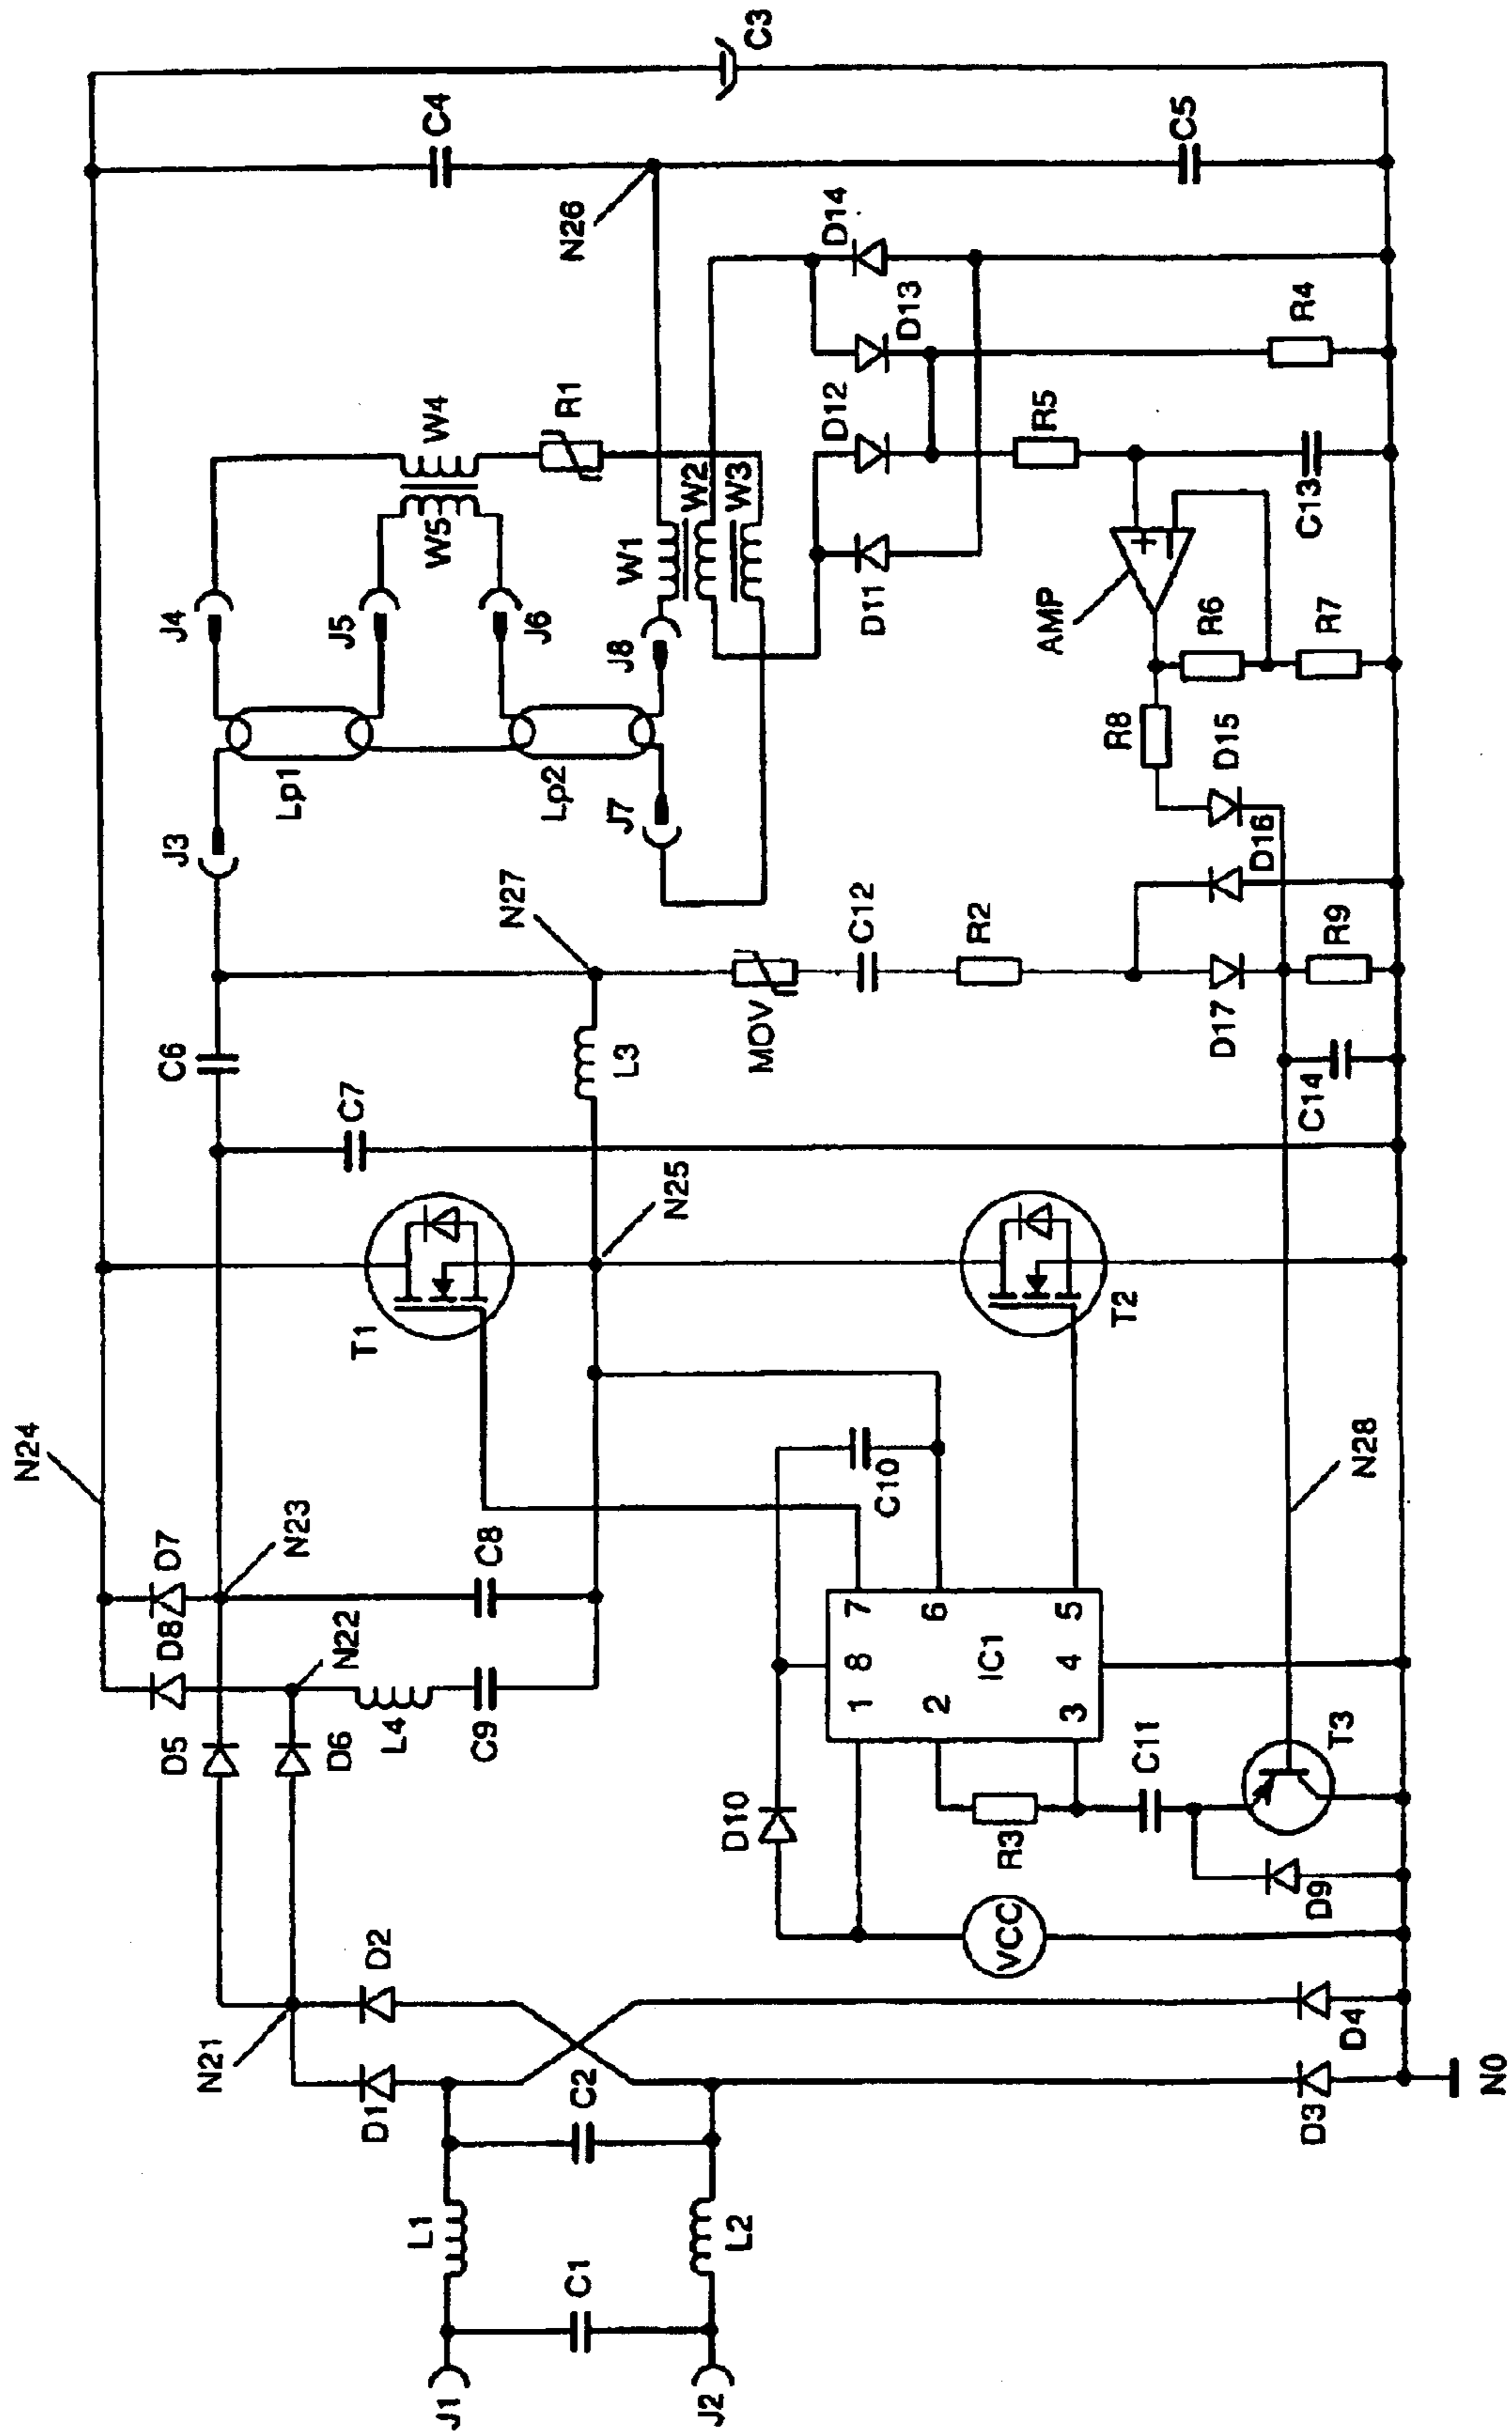 N24
D7
D8
N23
C8
N22
D5
D6
L4
C9
N21
D2
D1
L1
C1
C2
L2
J1
J2
D3
D4
N0
T1
C7
C6
N25
L3
N27
J3
Lp1
Lp2
J4
J5
J6
J7
J8
W4
W5
R1
W1
W2
W3
N26
C4
C3
C5
D14
D13
D12
D11
R4
R5
C13
AMP
+
R6
R7
R8
D15
D16
D17
MOV
C12
R2
R9
C14
T2
N28
C10
D10
1
8
7
2
IC1
6
3
4
5
R3
C11
T3
D9
VCC